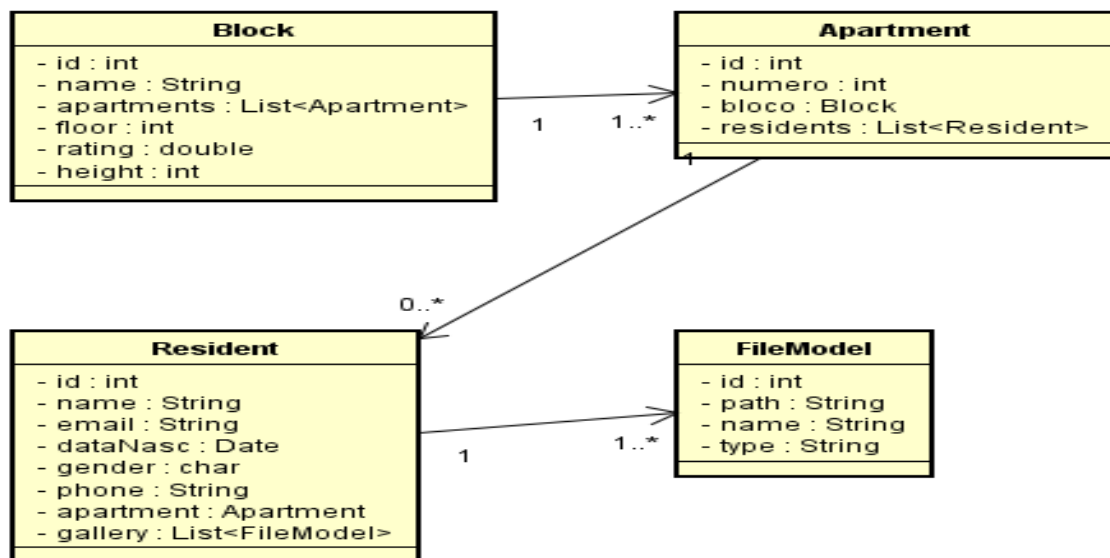 Block
- id : int
- name : String
- apartments : List<Apartment>
- floor : int
- rating : double
- height : int
1
1..*
Apartment
- id : int
- numero : int
- bloco : Block
- residents : List<Resident>
1
0..*
Resident
- id : int
- name : String
- email : String
- dataNasc : Date
- gender : char
- phone : String
- apartment : Apartment
- gallery : List<FileModel>
1
1..*
FileModel
- id : int
- path : String
- name : String
- type : String